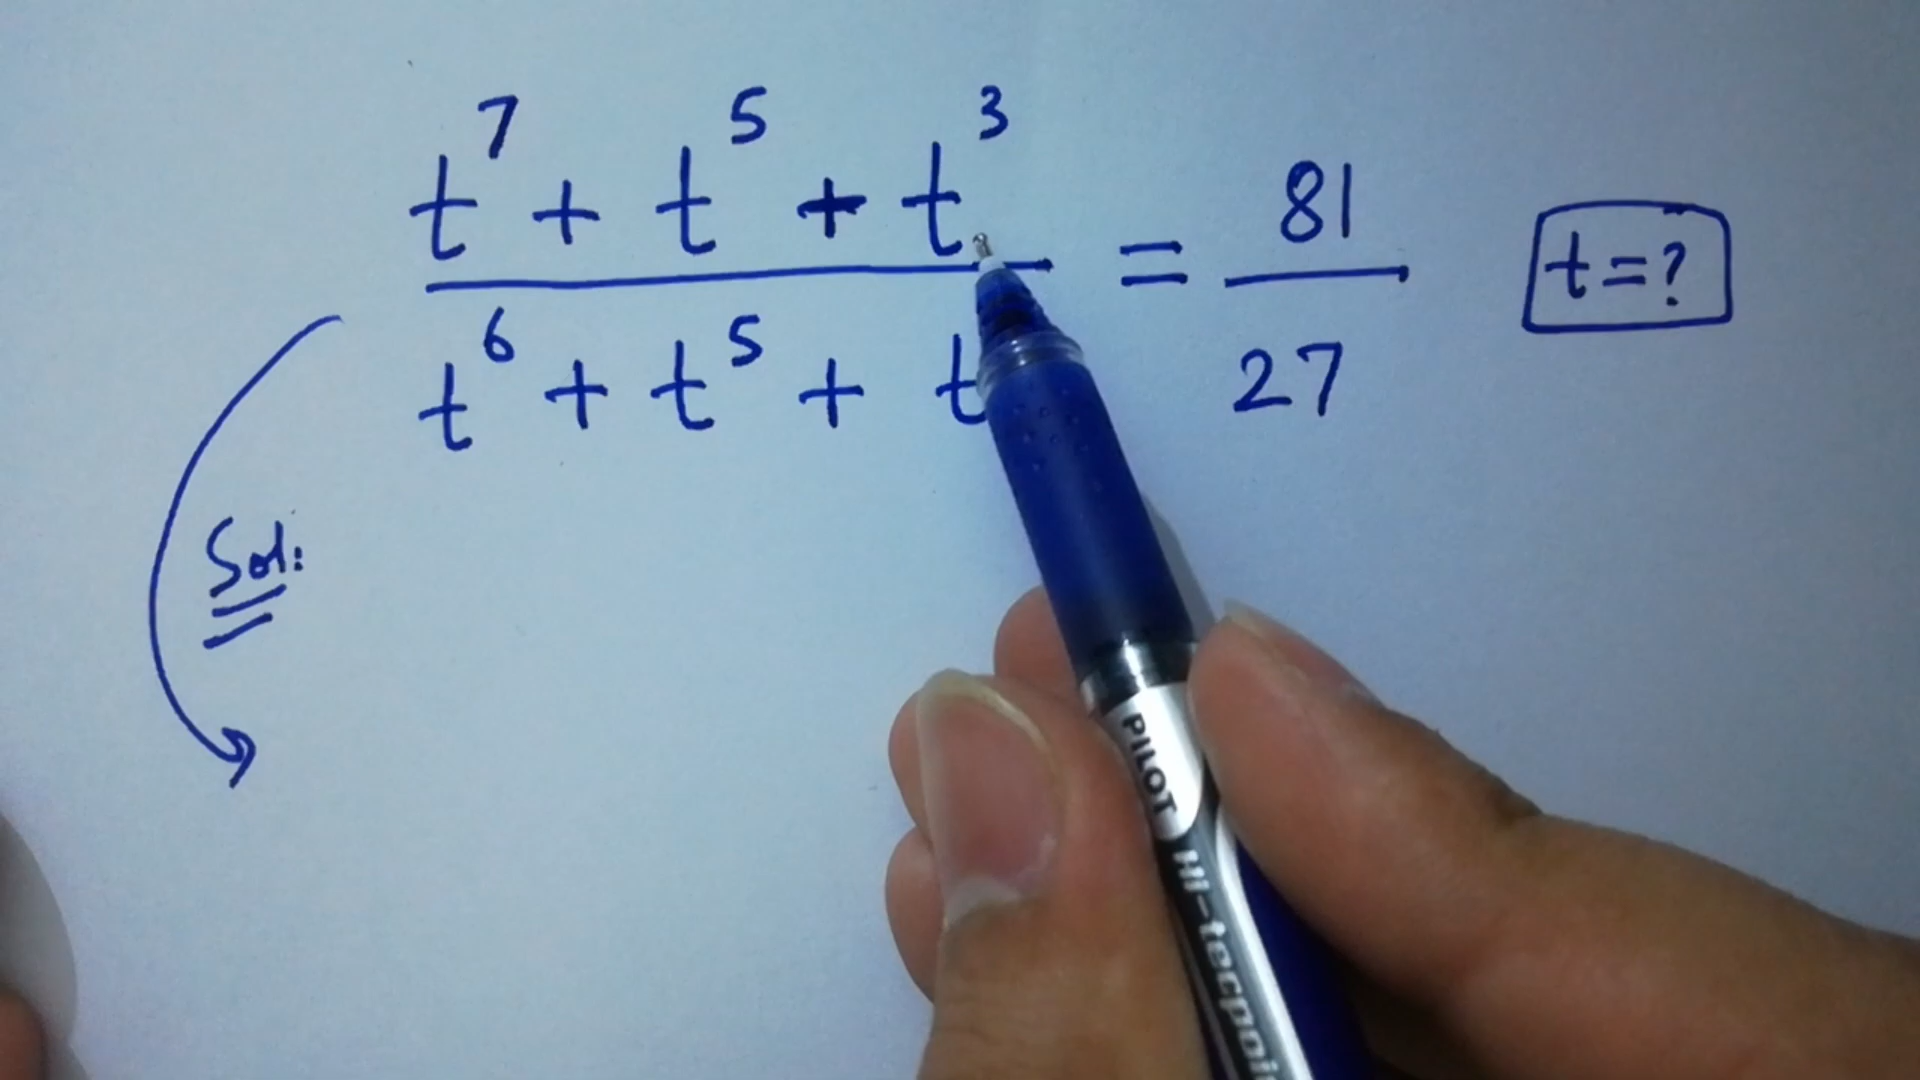 t⁷ + t⁵ + t³ / t⁶ + t⁵ + t = 81 / 27
t = ?
Sol:
PILOT
Hi-tecpoi